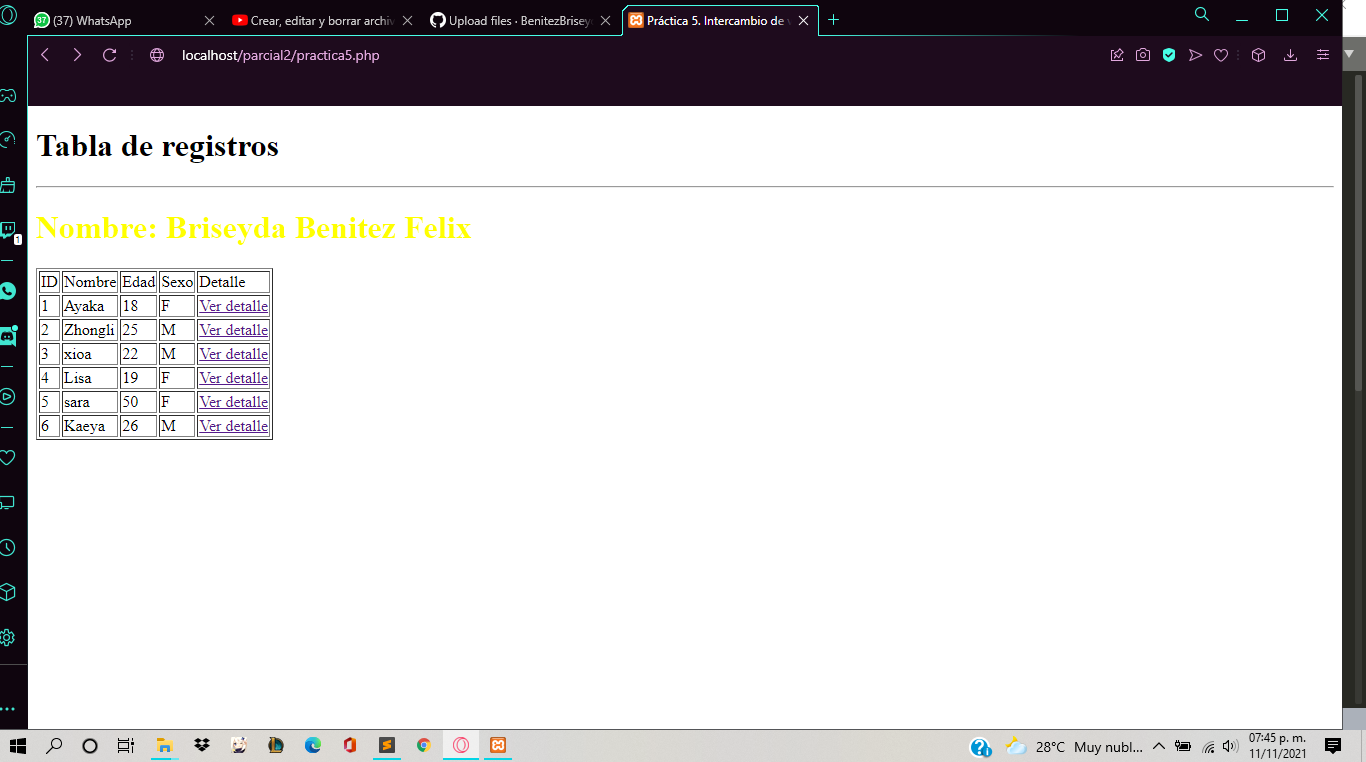 37 (37) WhatsApp
Crear, editar y borrar archiv
Upload files · BenitezBriseyd
Práctica 5. Intercambio de v
localhost/parcial2/practica5.php
Tabla de registros
Nombre: Briseyda Benitez Felix
ID Nombre Edad Sexo Detalle
1 Ayaka 18 F Ver detalle
2 Zhongli 25 M Ver detalle
3 xioa 22 M Ver detalle
4 Lisa 19 F Ver detalle
5 sara 50 F Ver detalle
6 Kaeya 26 M Ver detalle
1
28°C Muy nubl...
07:45 p. m.
11/11/2021